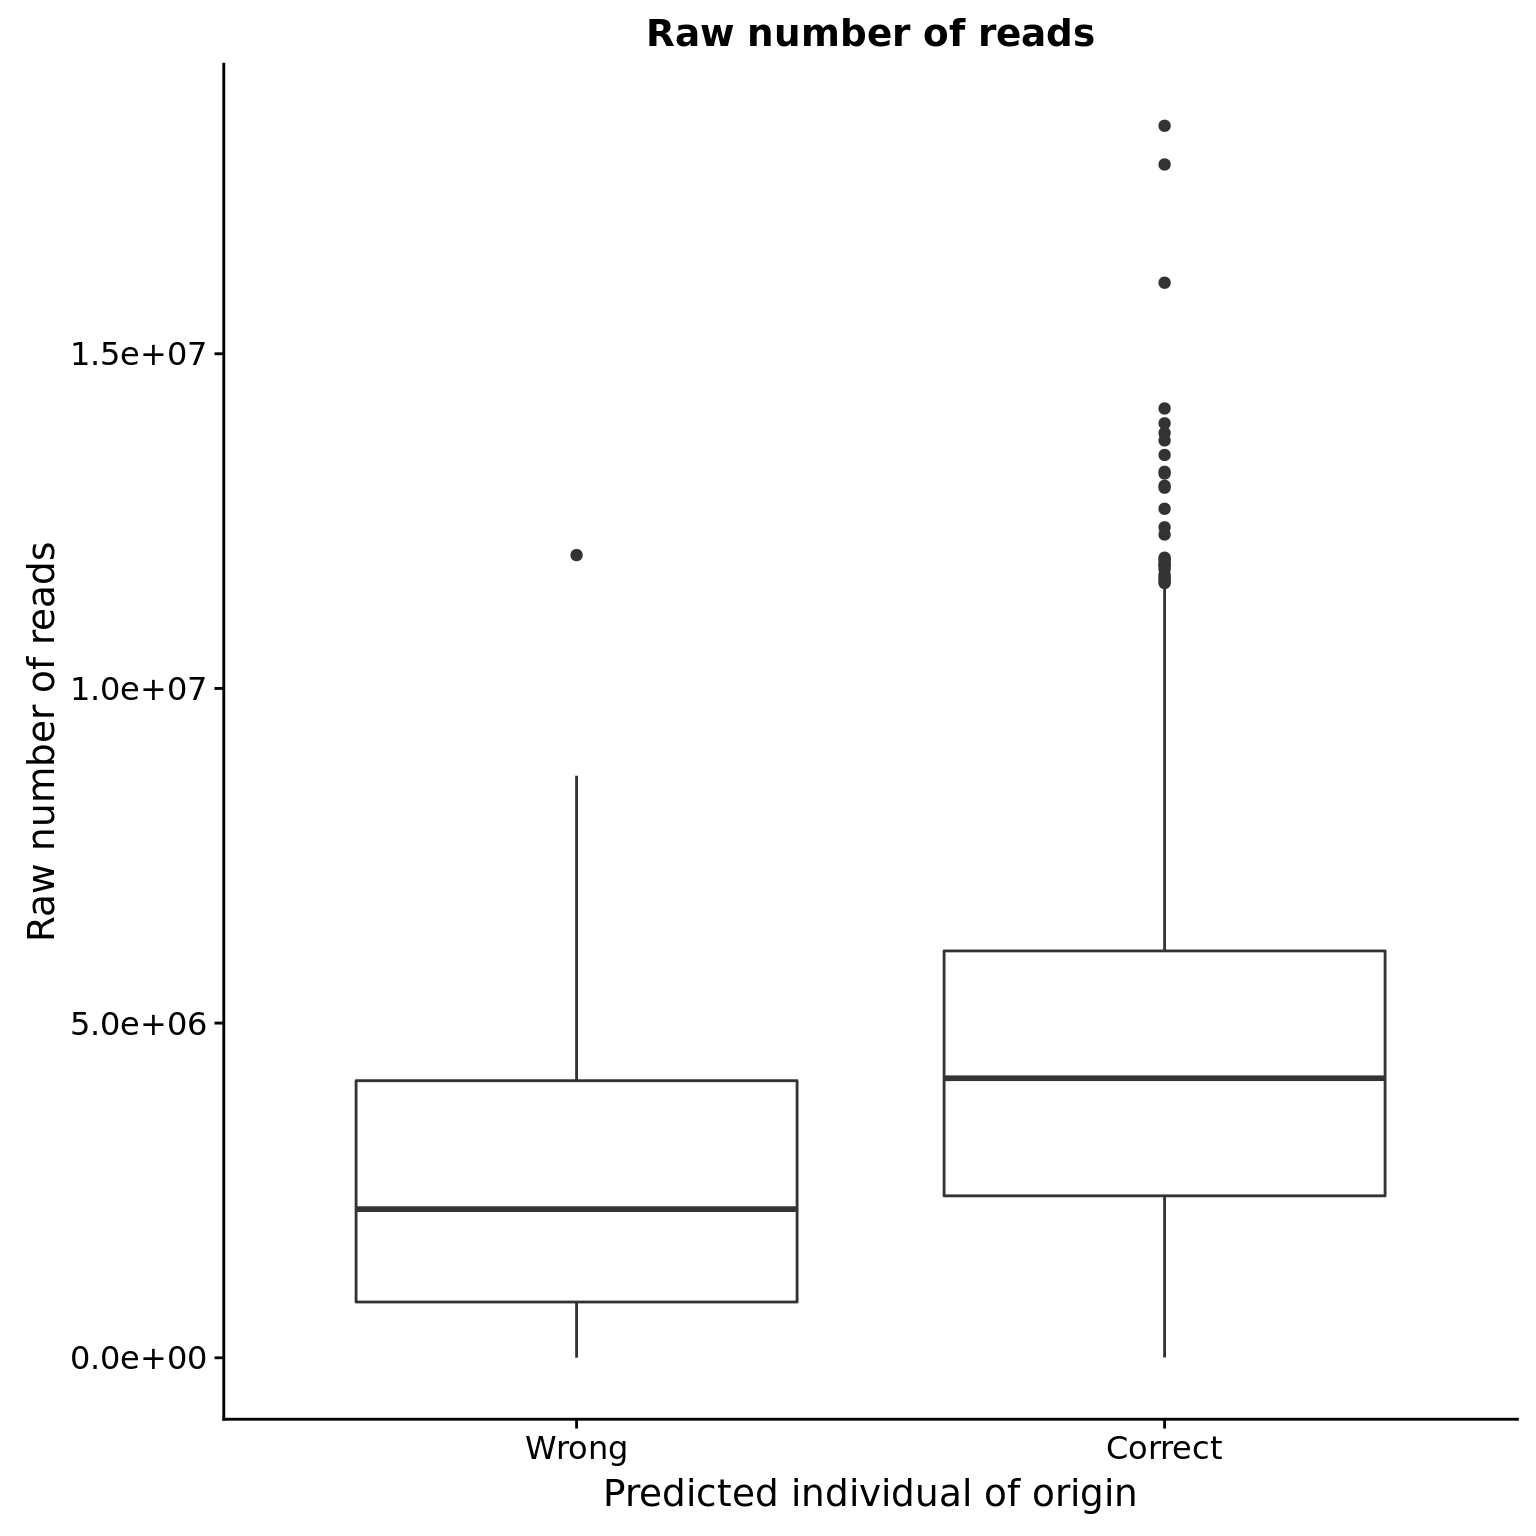 Raw number of reads
Raw number of reads
1.5e+07
1.0e+07
5.0e+06
0.0e+00
Wrong
Correct
Predicted individual of origin